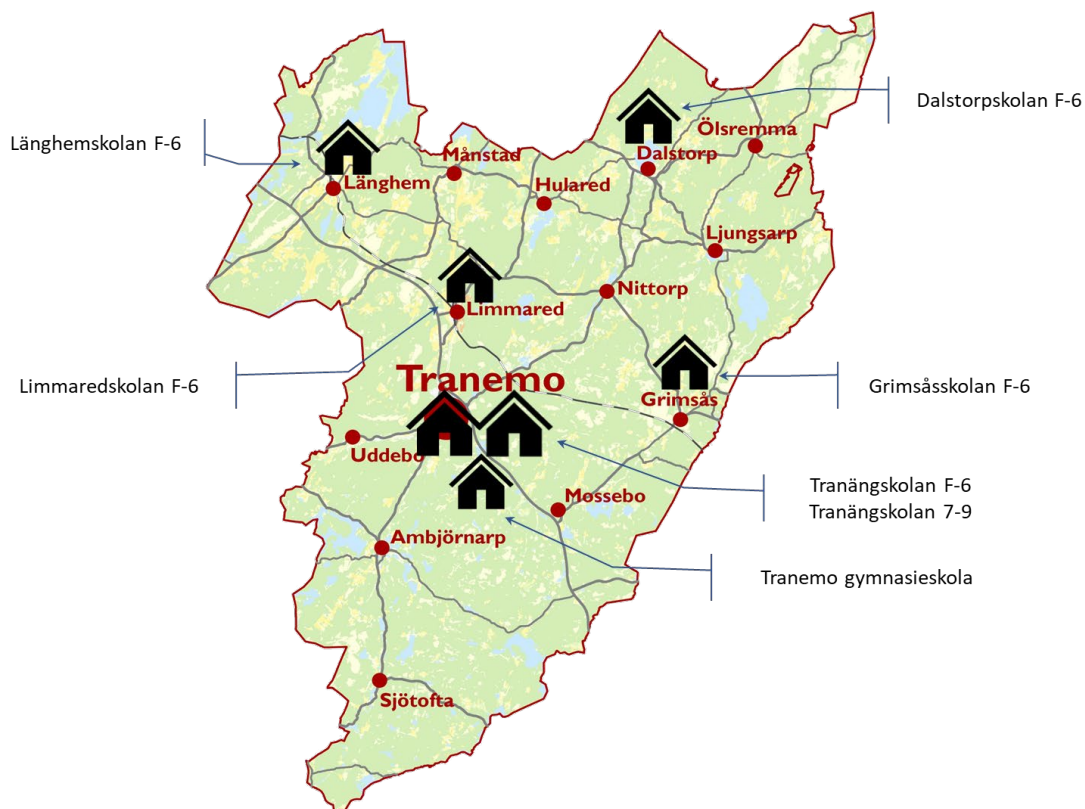 Dalstorpskolan F-6
Ölsremma
Länghemskolan F-6
Månstad
Dalstorp
Länghem
Hulared
Ljungsarp
Nittorp
Limmared
Tranemo
Limmaredskolan F-6
Grimsåsskolan F-6
Grimsås
Uddebo
Tranängskolan F-6
Mossebo
Tranängskolan 7-9
Ambjörnarp
Tranemo gymnasieskola
Sjötofta